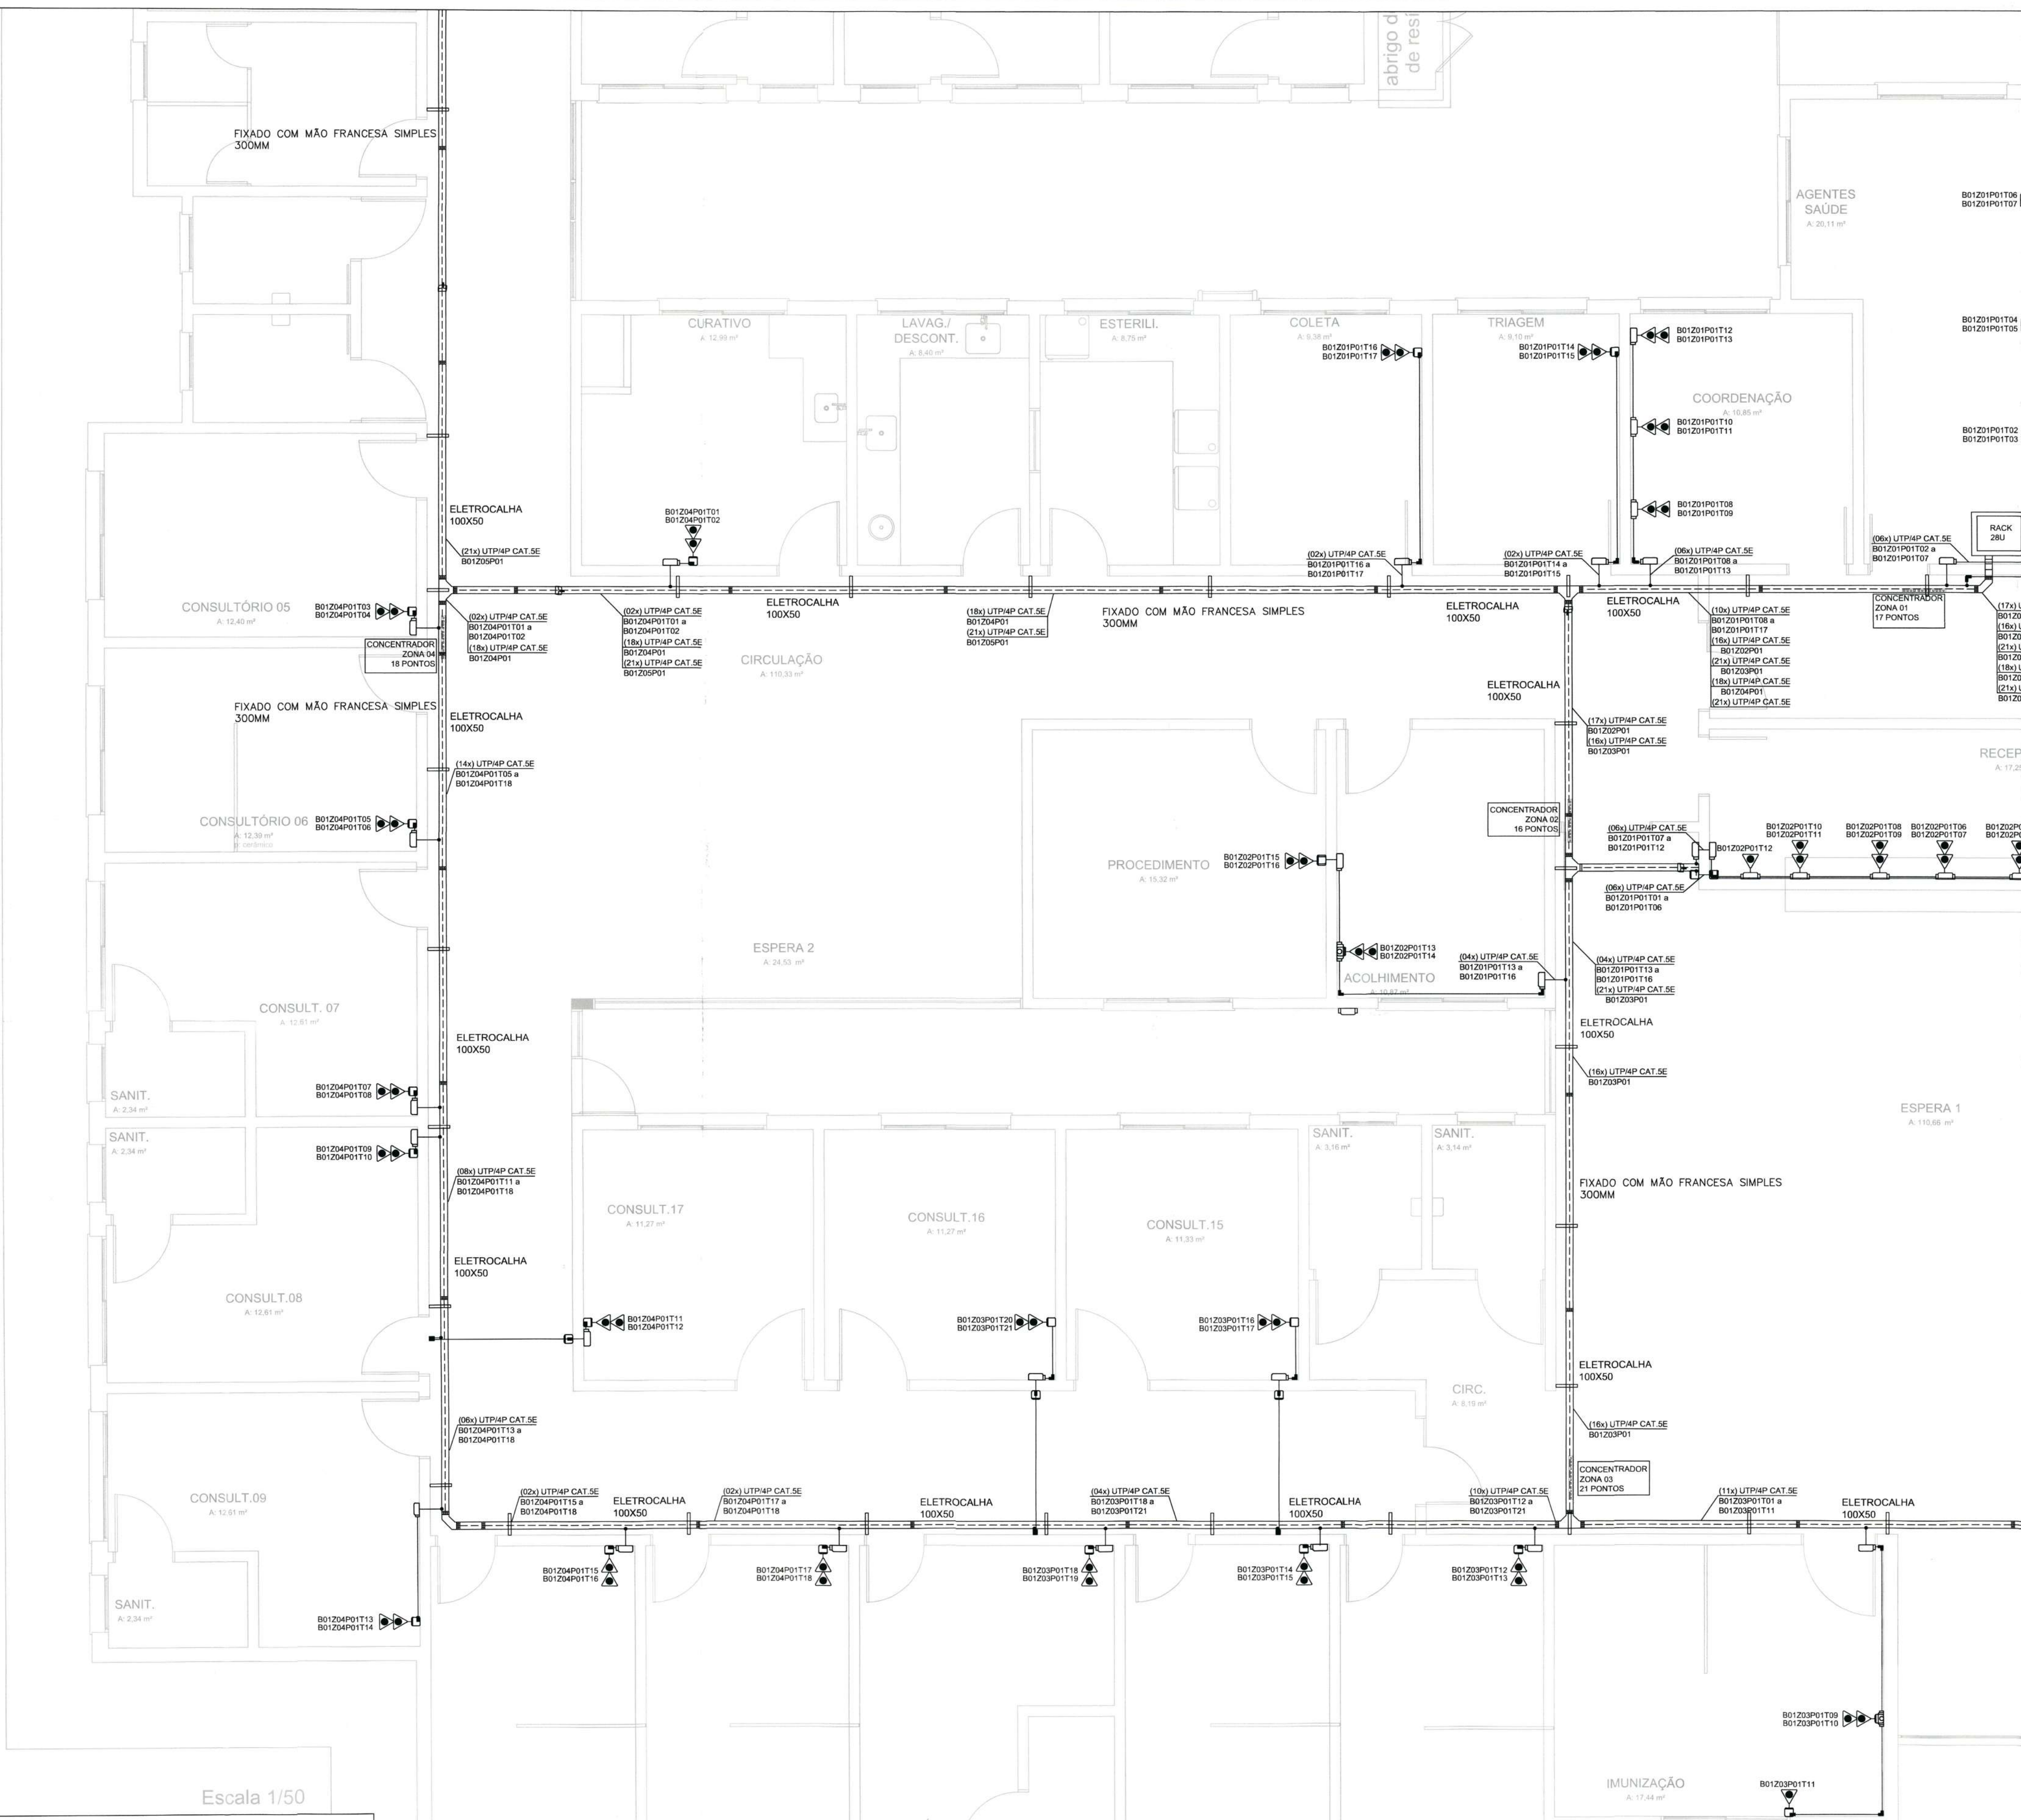 abrigo d
de resi
FIXADO COM MÃO FRANCESA SIMPLES
300MM
AGENTES
SAÚDE
A: 20,11 m²
B01Z01P01T06
B01Z01P01T07
B01Z01P01T04
B01Z01P01T05
B01Z01P01T02
B01Z01P01T03
CURATIVO
A: 12,99 m²
LAVAG./
DESCONT.
A: 8,40 m²
ESTERILI.
A: 8,75 m²
COLETA
A: 9,58 m²
B01Z01P01T16
B01Z01P01T17
TRIAGEM
A: 9,10 m²
B01Z01P01T14
B01Z01P01T15
B01Z01P01T12
B01Z01P01T13
COORDENAÇÃO
A: 10,85 m²
B01Z01P01T10
B01Z01P01T11
B01Z01P01T08
B01Z01P01T09
RACK
28U
ELETROCALHA
100X50
(21x) UTP/4P CAT.5E
B01Z05P01
B01Z04P01T01
B01Z04P01T02
(02x) UTP/4P CAT.5E
B01Z01P01T16 a
B01Z01P01T17
(02x) UTP/4P CAT.5E
B01Z01P01T14 a
B01Z01P01T15
(06x) UTP/4P CAT.5E
B01Z01P01T08 a
B01Z01P01T13
(06x) UTP/4P CAT.5E
B01Z01P01T02 a
B01Z01P01T07
CONSULTÓRIO 05
A: 12,40 m²
B01Z04P01T03
B01Z04P01T04
CONCENTRADOR
ZONA 04
18 PONTOS
(02x) UTP/4P CAT.5E
B01Z04P01T01 a
B01Z04P01T02
(18x) UTP/4P CAT.5E
B01Z04P01
(02x) UTP/4P CAT.5E
B01Z04P01T01 a
B01Z04P01T02
(18x) UTP/4P CAT.5E
B01Z04P01
(21x) UTP/4P CAT.5E
B01Z05P01
ELETROCALHA
100X50
(18x) UTP/4P CAT.5E
B01Z04P01
(21x) UTP/4P CAT.5E
B01Z05P01
FIXADO COM MÃO FRANCESA SIMPLES
300MM
ELETROCALHA
100X50
ELETROCALHA
100X50
(10x) UTP/4P CAT.5E
B01Z01P01T08 a
B01Z01P01T17
(16x) UTP/4P CAT.5E
B01Z02P01
(21x) UTP/4P CAT.5E
B01Z03P01
(18x) UTP/4P CAT.5E
B01Z04P01
(21x) UTP/4P CAT.5E
CONCENTRADOR
ZONA 01
17 PONTOS
(17x) U
B01Z0
(16x) U
B01Z0
(21x) U
B01Z0
(18x) U
B01Z0
(21x) U
B01Z0
CIRCULAÇÃO
A: 110,33 m²
FIXADO COM MÃO FRANCESA SIMPLES
300MM
ELETROCALHA
100X50
ELETROCALHA
100X50
(17x) UTP/4P CAT.5E
B01Z02P01
(16x) UTP/4P CAT.5E
B01Z03P01
RECEP
A: 17,25
(14x) UTP/4P CAT.5E
B01Z04P01T05 a
B01Z04P01T18
CONSULTÓRIO 06
A: 12,39 m²
p: cerâmico
B01Z04P01T05
B01Z04P01T06
CONCENTRADOR
ZONA 02
16 PONTOS
(06x) UTP/4P CAT.5E
B01Z01P01T07 a
B01Z01P01T12
B01Z02P01T12
B01Z02P01T10
B01Z02P01T11
B01Z02P01T08
B01Z02P01T09
B01Z02P01T06
B01Z02P01T07
B01Z02P0
B01Z02P0
PROCEDIMENTO
A: 15,32 m²
B01Z02P01T15
B01Z02P01T16
(06x) UTP/4P CAT.5E
B01Z01P01T01 a
B01Z01P01T06
ESPERA 2
A: 24,53 m²
B01Z02P01T13
B01Z02P01T14
ACOLHIMENTO
A: 10,87 m²
(04x) UTP/4P CAT.5E
B01Z01P01T13 a
B01Z01P01T16
(04x) UTP/4P CAT.5E
B01Z01P01T13 a
B01Z01P01T16
(21x) UTP/4P CAT.5E
B01Z03P01
CONSULT. 07
A: 12,61 m²
ELETROCALHA
100X50
ELETROCALHA
100X50
(16x) UTP/4P CAT.5E
B01Z03P01
SANIT.
A: 2,34 m²
B01Z04P01T07
B01Z04P01T08
ESPERA 1
A: 110,66 m²
SANIT.
A: 2,34 m²
B01Z04P01T09
B01Z04P01T10
SANIT.
A: 3,16 m²
SANIT.
A: 3,14 m²
(08x) UTP/4P CAT.5E
B01Z04P01T11 a
B01Z04P01T18
FIXADO COM MÃO FRANCESA SIMPLES
300MM
CONSULT.17
A: 11,27 m²
CONSULT.16
A: 11,27 m²
CONSULT.15
A: 11,33 m²
ELETROCALHA
100X50
CONSULT.08
A: 12,61 m²
B01Z04P01T11
B01Z04P01T12
B01Z03P01T20
B01Z03P01T21
B01Z03P01T16
B01Z03P01T17
ELETROCALHA
100X50
CIRC.
A: 8,19 m²
(06x) UTP/4P CAT.5E
B01Z04P01T13 a
B01Z04P01T18
(16x) UTP/4P CAT.5E
B01Z03P01
CONCENTRADOR
ZONA 03
21 PONTOS
CONSULT.09
A: 12,61 m²
(02x) UTP/4P CAT.5E
B01Z04P01T15 a
B01Z04P01T18
ELETROCALHA
100X50
(02x) UTP/4P CAT.5E
B01Z04P01T17 a
B01Z04P01T18
ELETROCALHA
100X50
(04x) UTP/4P CAT.5E
B01Z03P01T18 a
B01Z03P01T21
ELETROCALHA
100X50
(10x) UTP/4P CAT.5E
B01Z03P01T12 a
B01Z03P01T21
(11x) UTP/4P CAT.5E
B01Z03P01T01 a
B01Z03P01T11
ELETROCALHA
100X50
B01Z04P01T15
B01Z04P01T16
B01Z04P01T17
B01Z04P01T18
B01Z03P01T18
B01Z03P01T19
B01Z03P01T14
B01Z03P01T15
B01Z03P01T12
B01Z03P01T13
SANIT.
A: 2,34 m²
B01Z04P01T13
B01Z04P01T14
B01Z03P01T09
B01Z03P01T10
IMUNIZAÇÃO
A: 17,44 m²
B01Z03P01T11
Escala 1/50